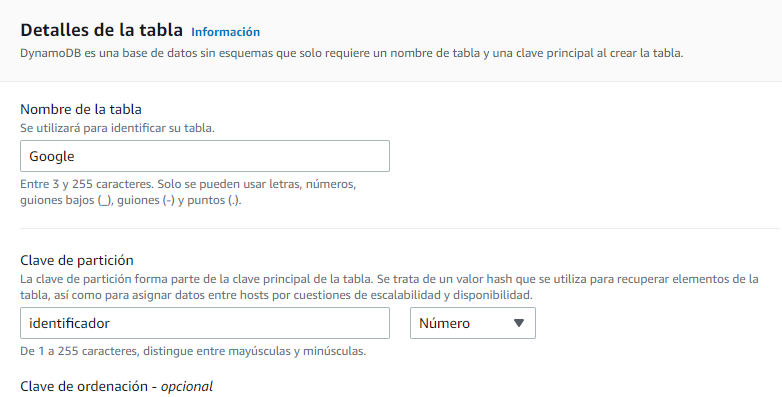 Detalles de la tabla Información
DynamoDB es una base de datos sin esquemas que solo requiere un nombre de tabla y una clave principal al crear la tabla.
Nombre de la tabla
Se utilizará para identificar su tabla.
Google
Entre 3 y 255 caracteres. Solo se pueden usar letras, números,
guiones bajos (_), guiones (-) y puntos (.).
Clave de partición
La clave de partición forma parte de la clave principal de la tabla. Se trata de un valor hash que se utiliza para recuperar elementos de la
tabla, así como para asignar datos entre hosts por cuestiones de escalabilidad y disponibilidad.
identificador Número
De 1 a 255 caracteres, distingue entre mayúsculas y minúsculas.
Clave de ordenación - opcional